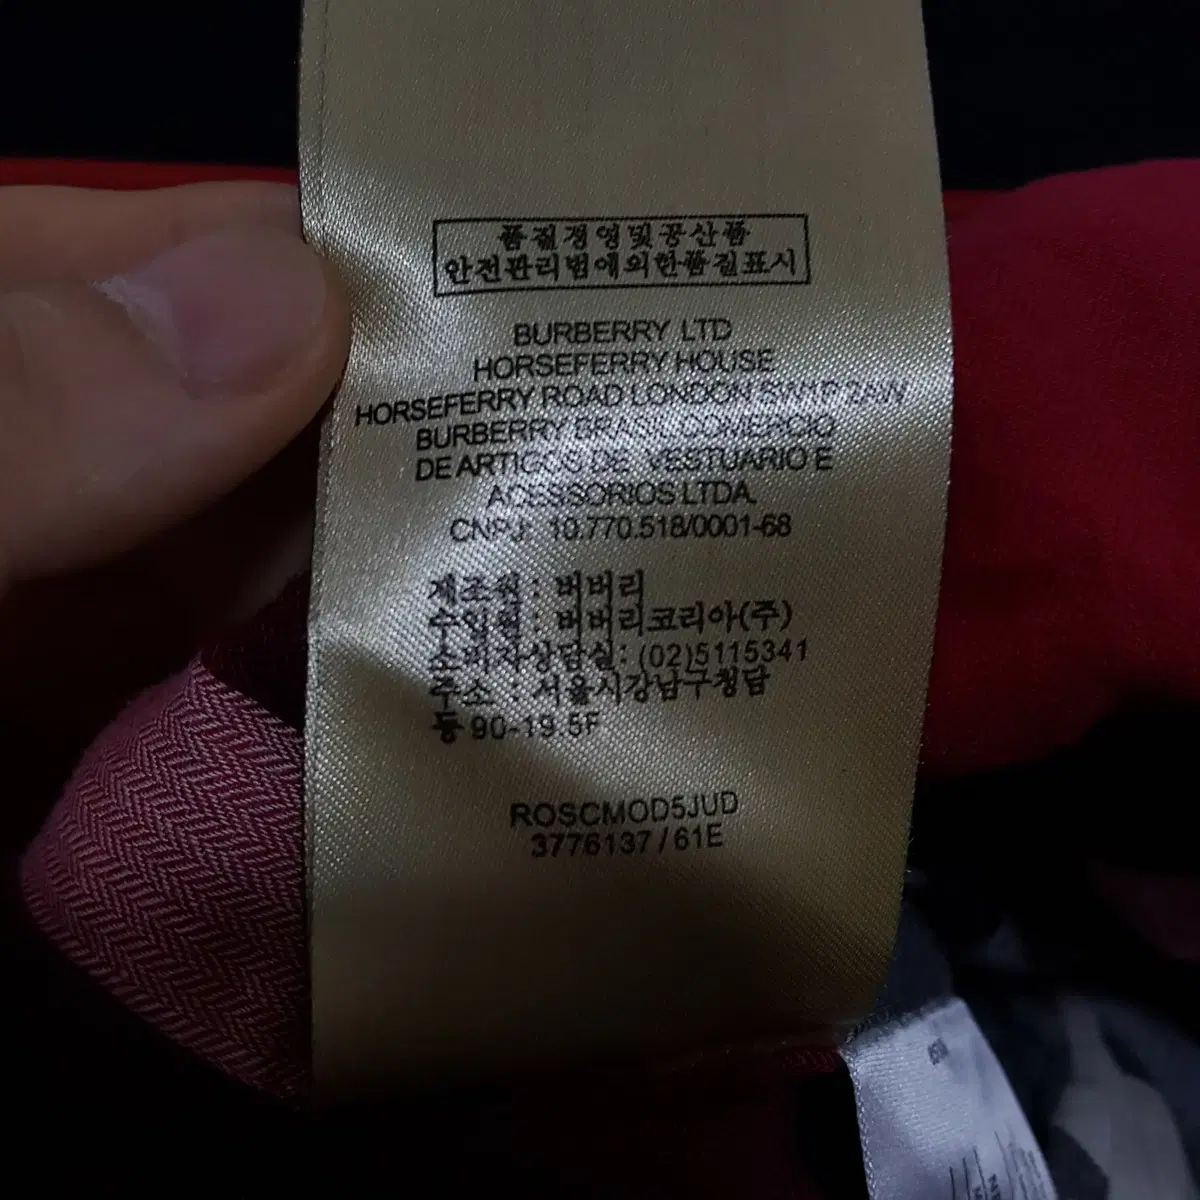 품질경영및공산품
안전관리법에의한품질표시
BURBERRY LTD
HORSEFERRY HOUSE
HORSEFERRY ROAD LONDON SW1P2AW
BURBERRY BRASIL COMERCIO
DE ARTIGOS DE VESTUARIO E
ACESSORIOS LTDA.
CNPJ: 10.770.518/0001-68
제조원 : 버버리
수입원 : 버버리코리아(주)
소비자상담실: (02)5115341
주소 : 서울시강남구청담
동 90-19.5F
ROSCMOD5JUD
3776137 / 61E